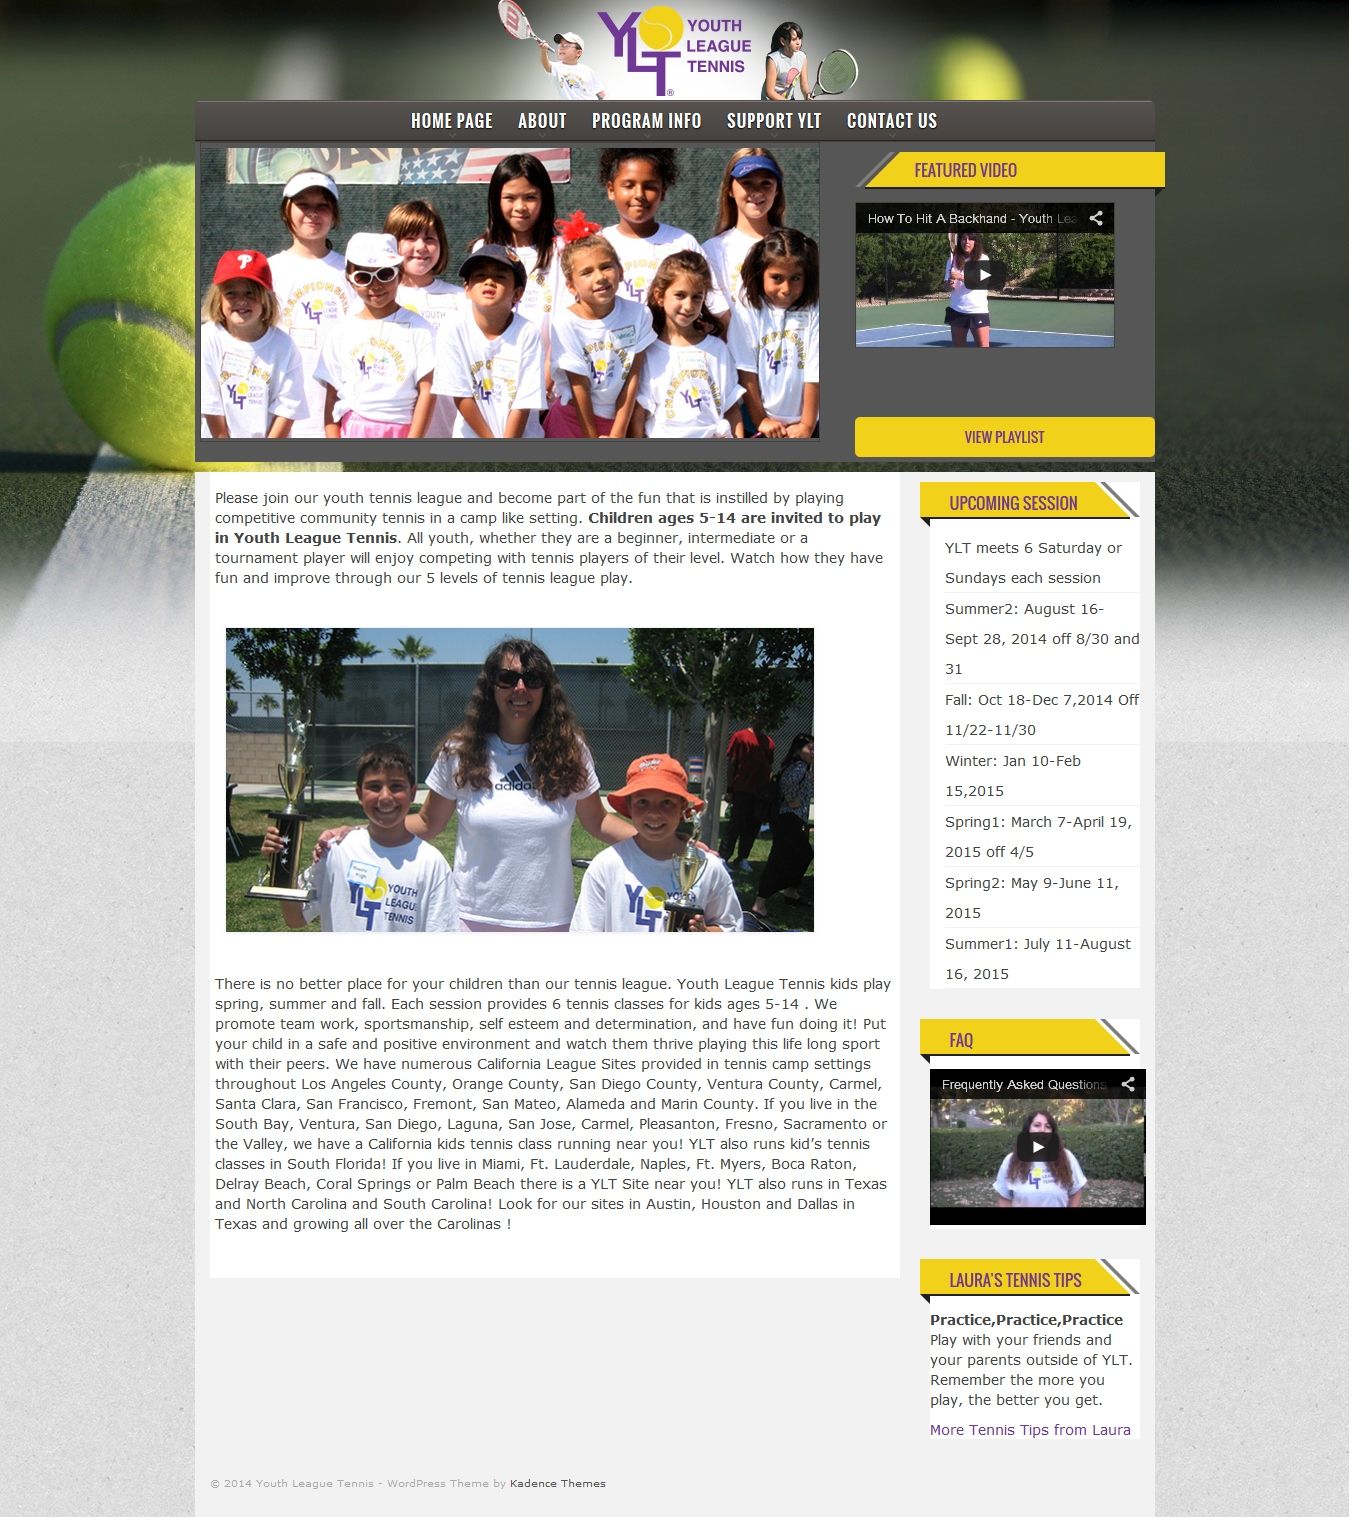 YLT YOUTH
LEAGUE
TENNIS
®
HOME PAGE ABOUT PROGRAM INFO SUPPORT YLT CONTACT US
FEATURED VIDEO
How To Hit A Backhand - Youth Lea
VIEW PLAYLIST
Please join our youth tennis league and become part of the fun that is instilled by playing
competitive community tennis in a camp like setting. Children ages 5-14 are invited to play
in Youth League Tennis. All youth, whether they are a beginner, intermediate or a
tournament player will enjoy competing with tennis players of their level. Watch how they have
fun and improve through our 5 levels of tennis league play.
adidas
YLT YOUTH
LEAGUE
TENNIS
YLT
There is no better place for your children than our tennis league. Youth League Tennis kids play
spring, summer and fall. Each session provides 6 tennis classes for kids ages 5-14 . We
promote team work, sportsmanship, self esteem and determination, and have fun doing it! Put
your child in a safe and positive environment and watch them thrive playing this life long sport
with their peers. We have numerous California League Sites provided in tennis camp settings
throughout Los Angeles County, Orange County, San Diego County, Ventura County, Carmel,
Santa Clara, San Francisco, Fremont, San Mateo, Alameda and Marin County. If you live in the
South Bay, Ventura, San Diego, Laguna, San Jose, Carmel, Pleasanton, Fresno, Sacramento or
the Valley, we have a California kids tennis class running near you! YLT also runs kid’s tennis
classes in South Florida! If you live in Miami, Ft. Lauderdale, Naples, Ft. Myers, Boca Raton,
Delray Beach, Coral Springs or Palm Beach there is a YLT Site near you! YLT also runs in Texas
and North Carolina and South Carolina! Look for our sites in Austin, Houston and Dallas in
Texas and growing all over the Carolinas !
UPCOMING SESSION
YLT meets 6 Saturday or
Sundays each session
Summer2: August 16-
Sept 28, 2014 off 8/30 and
31
Fall: Oct 18-Dec 7,2014 Off
11/22-11/30
Winter: Jan 10-Feb
15,2015
Spring1: March 7-April 19,
2015 off 4/5
Spring2: May 9-June 11,
2015
Summer1: July 11-August
16, 2015
FAQ
Frequently Asked Questions
LAURA'S TENNIS TIPS
Practice,Practice,Practice
Play with your friends and
your parents outside of YLT.
Remember the more you
play, the better you get.
More Tennis Tips from Laura
© 2014 Youth League Tennis - WordPress Theme by Kadence Themes